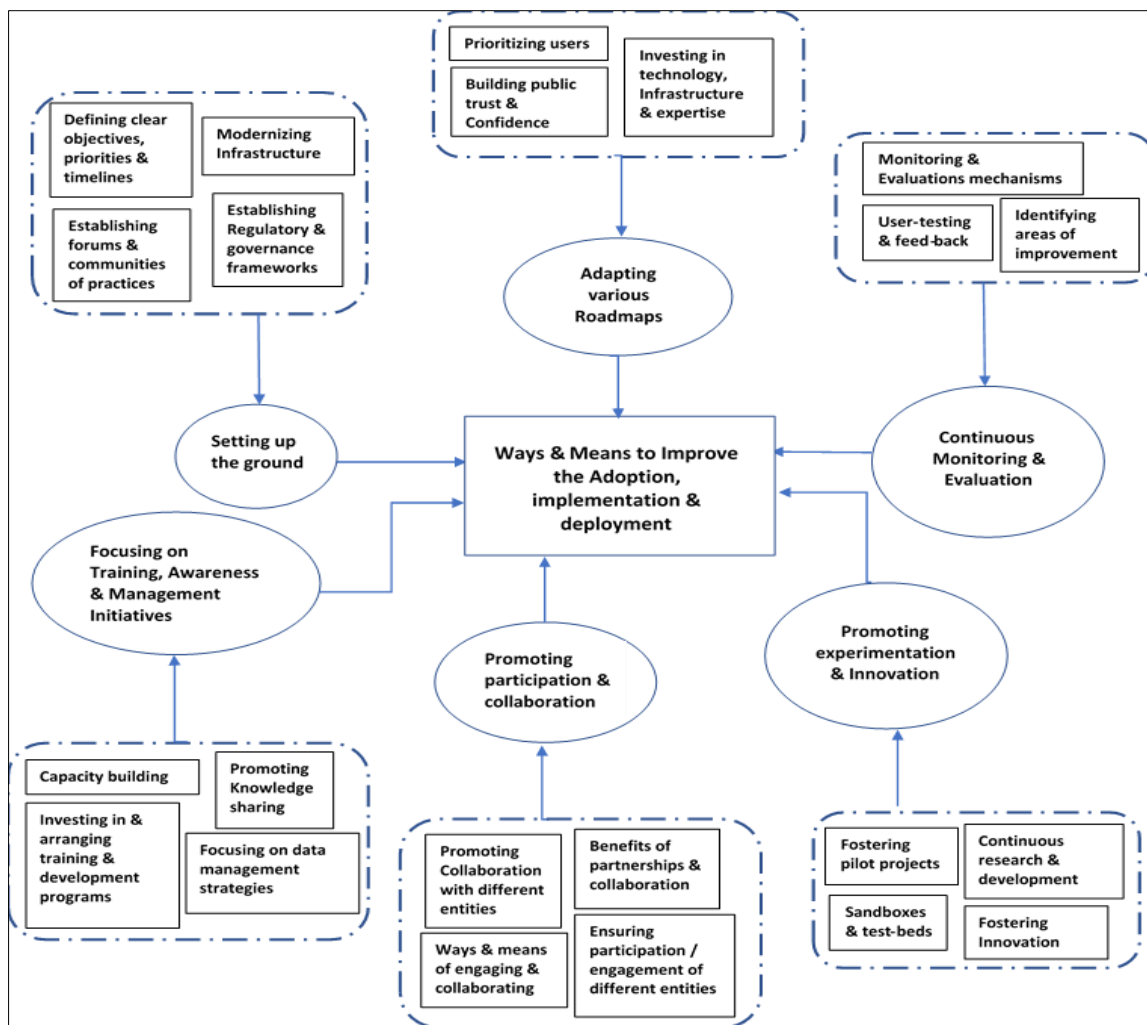 Prioritizing users
Building public
trust &
Confidence
Investing in
technology,
Infrastructure
& expertise
Defining clear
objectives,
priorities &
timelines
Modernizing
Infrastructure
Establishing
forums &
communities
of practices
Establishing
Regulatory &
governance
frameworks
Monitoring &
Evaluations mechanisms
User-testing
& feed-back
Identifying
areas of
improvement
Adapting
various
Roadmaps
Setting up
the ground
Ways & Means to Improve
the Adoption,
implementation &
deployment
Continuous
Monitoring &
Evaluation
Focusing on
Training, Awareness
& Management
Initiatives
Promoting
participation &
collaboration
Promoting
experimentation
& Innovation
Capacity building
Promoting
Knowledge
sharing
Investing in &
arranging
training &
development
programs
Focusing on data
management
strategies
Promoting
Collaboration
with different
entities
Benefits of
partnerships &
collaboration
Ways & means
of engaging &
collaborating
Ensuring
participation /
engagement of
different entities
Fostering
pilot projects
Continuous
research &
development
Sandboxes
& test-beds
Fostering
Innovation